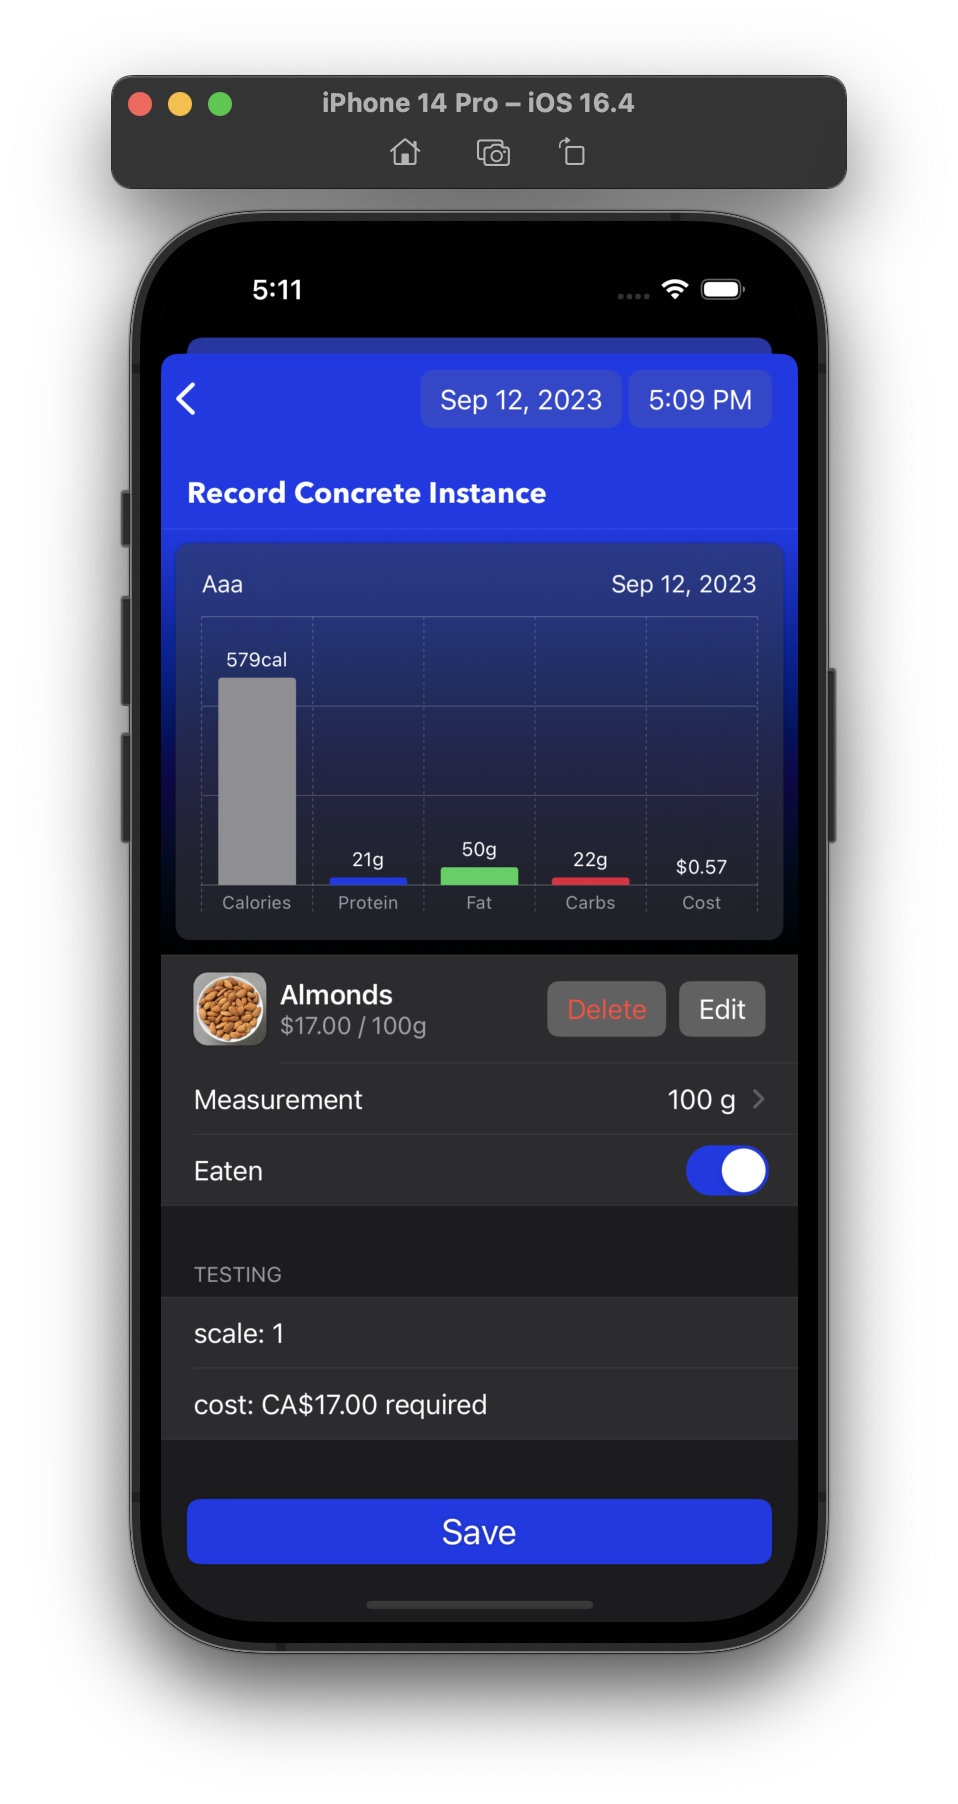 iPhone 14 Pro – iOS 16.4
5:11
Sep 12, 2023 5:09 PM
Record Concrete Instance
Aaa Sep 12, 2023
579cal
21g 50g 22g $0.57
Calories Protein Fat Carbs Cost
Almonds
$17.00 / 100g
Delete Edit
Measurement 100 g
Eaten
TESTING
scale: 1
cost: CA$17.00 required
Save